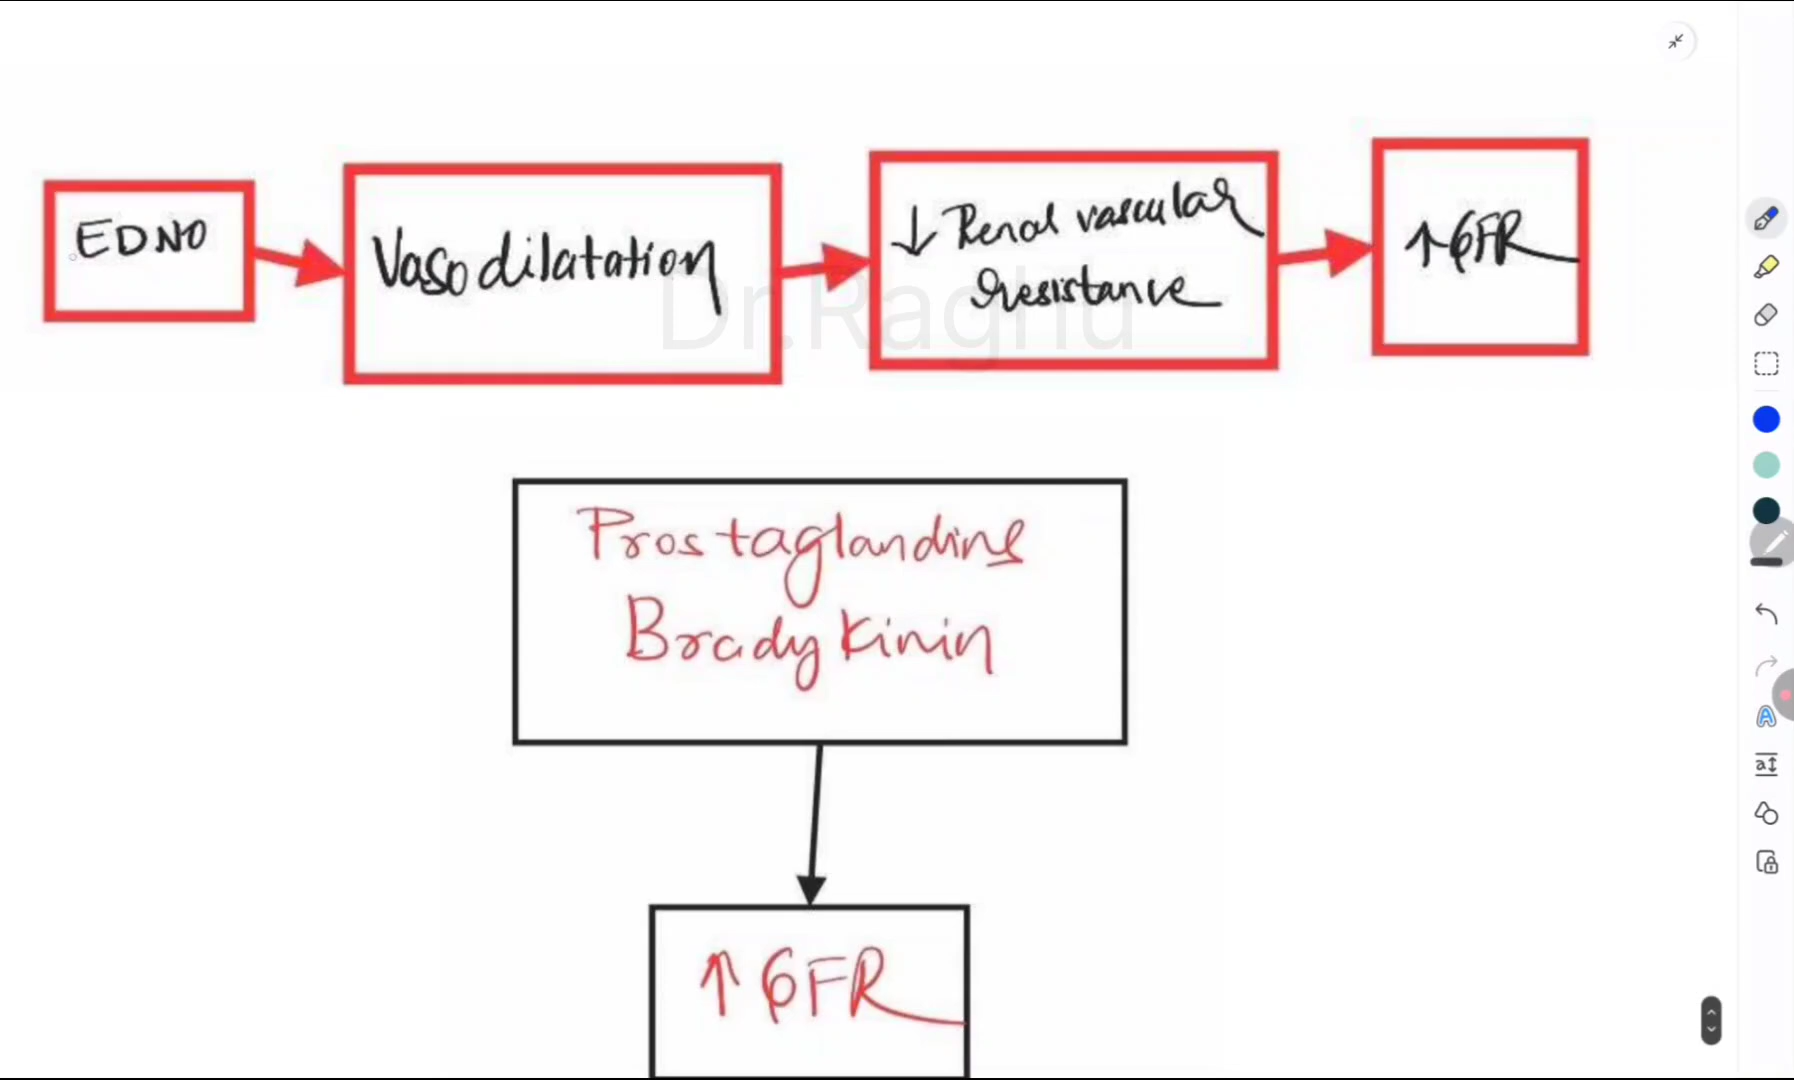 EDNO
Vasodilatation
↓ Renal vascular
resistance
↑ GFR
Dr.Raghu
Prostaglandins
Bradykinin
↑ GFR